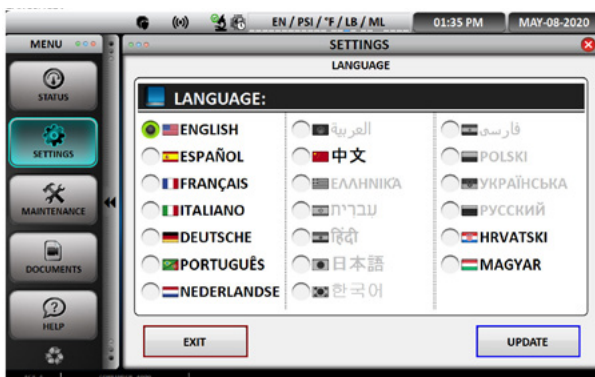 EN / PSI / °F / LB / ML
01:35 PM
MAY-08-2020
MENU
SETTINGS
LANGUAGE
STATUS
SETTINGS
MAINTENANCE
DOCUMENTS
HELP
LANGUAGE:
ENGLISH
ESPAÑOL
FRANÇAIS
ITALIANO
DEUTSCHE
PORTUGUÊS
NEDERLANDSE
العربية
中文
ΕΛΛΗΝΙΚΆ
עברית
हिंदी
日本語
한국어
فارسی
POLSKI
УКРАЇНСЬКА
РУССКИЙ
HRVATSKI
MAGYAR
EXIT
UPDATE